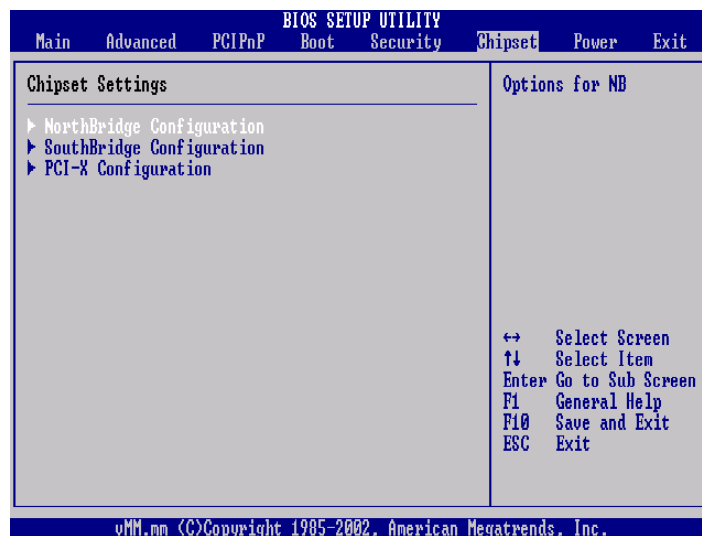 BIOS SETUP UTILITY
Main Advanced PCIPnP Boot Security Chipset Power Exit
Chipset Settings
NorthBridge Configuration
SouthBridge Configuration
PCI-X Configuration
Options for NB
↔ Select Screen
↑↓ Select Item
Enter Go to Sub Screen
F1 General Help
F10 Save and Exit
ESC Exit
vMM.mm (C)Copyright 1985-2002, American Megatrends, Inc.